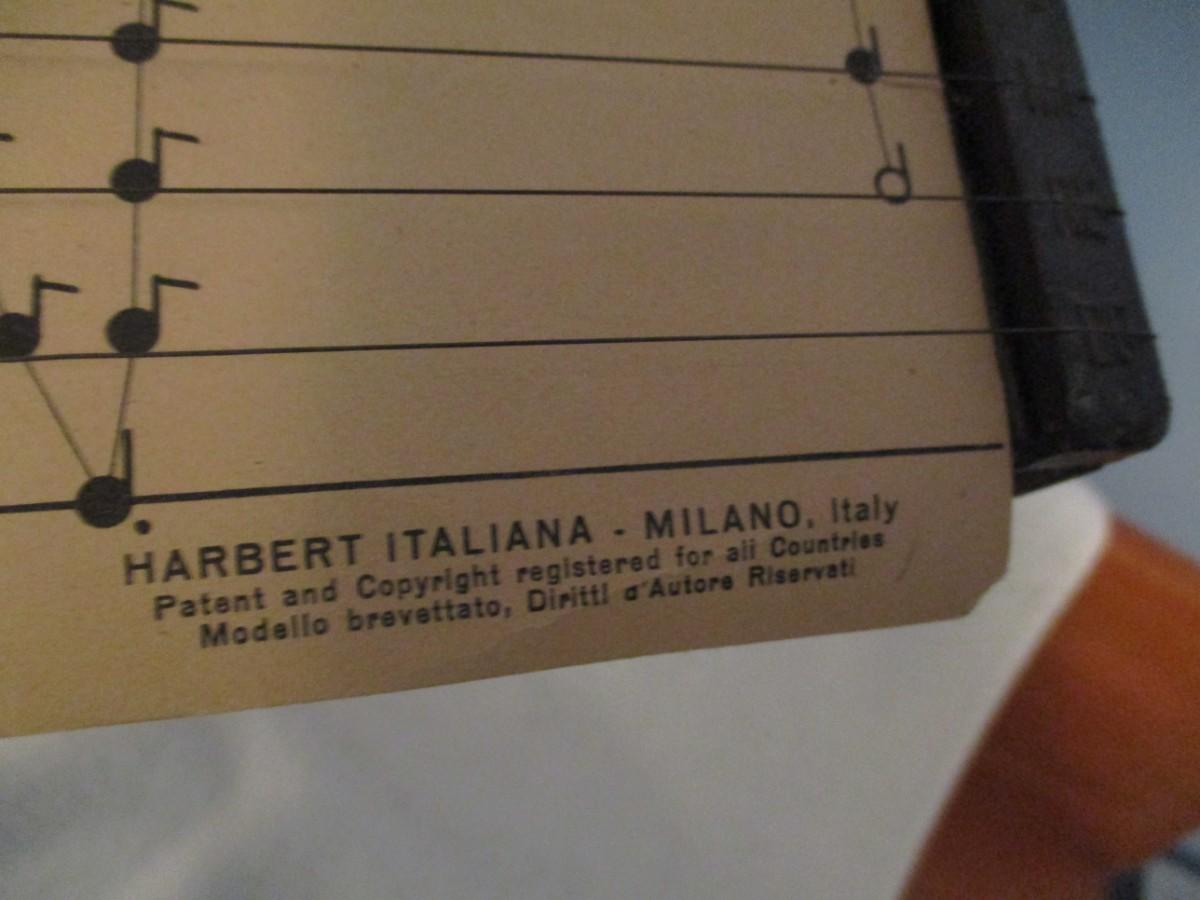 HARBERT ITALIANA - MILANO, Italy
Patent and Copyright registered for all Countries
Modello brevettato, Diritti d'Autore Riservati